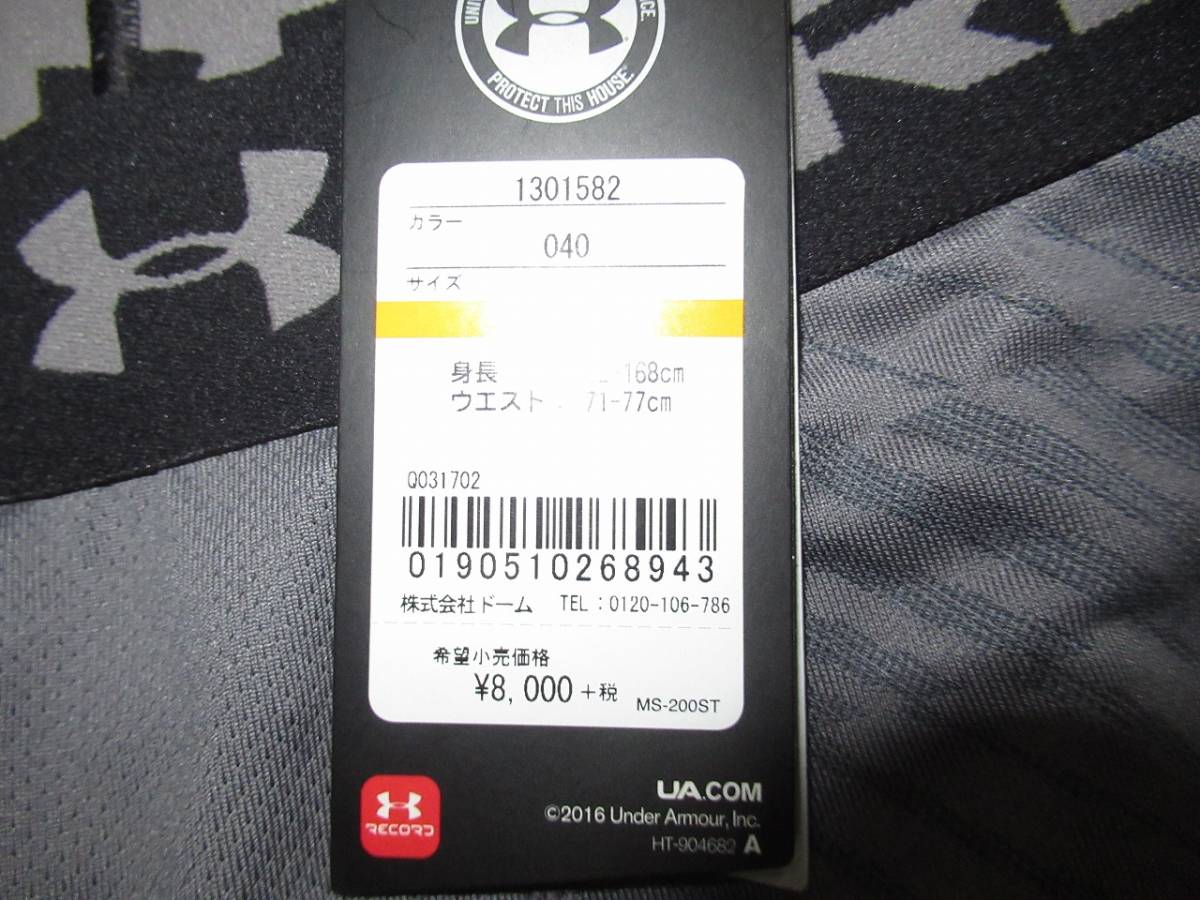 PROTECT THIS HOUSE.
1301582
カラー
040
サイズ
身長 168cm
ウエスト : 71-77cm
Q031702
0190510268943
株式会社ドーム TEL:0120-106-786
希望小売価格
¥8,000 +税
MS-200ST
RECORD
UA.COM
©2016 Under Armour, Inc.
HT-904682 A